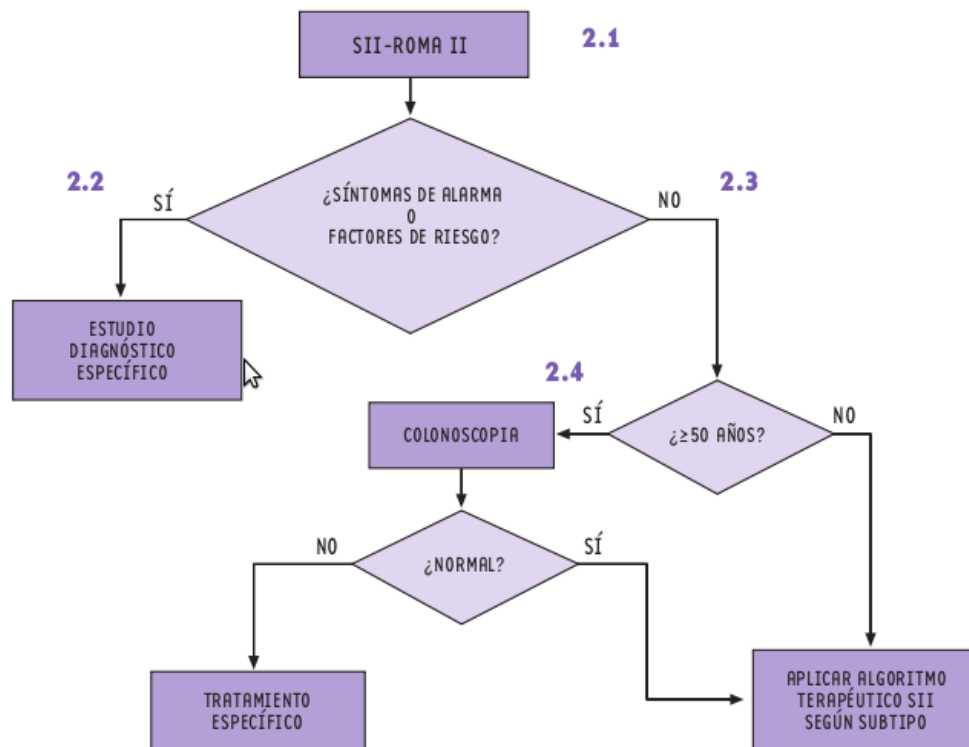 SII-ROMA II
2.1
2.2
SÍ
¿SÍNTOMAS DE ALARMA
O
FACTORES DE RIESGO?
2.3
NO
ESTUDIO
DIAGNÓSTICO
ESPECÍFICO
2.4
COLONOSCOPIA
SÍ
¿≥50 AÑOS?
NO
NO
¿NORMAL?
SÍ
TRATAMIENTO
ESPECÍFICO
APLICAR ALGORITMO
TERAPÉUTICO SII
SEGÚN SUBTIPO